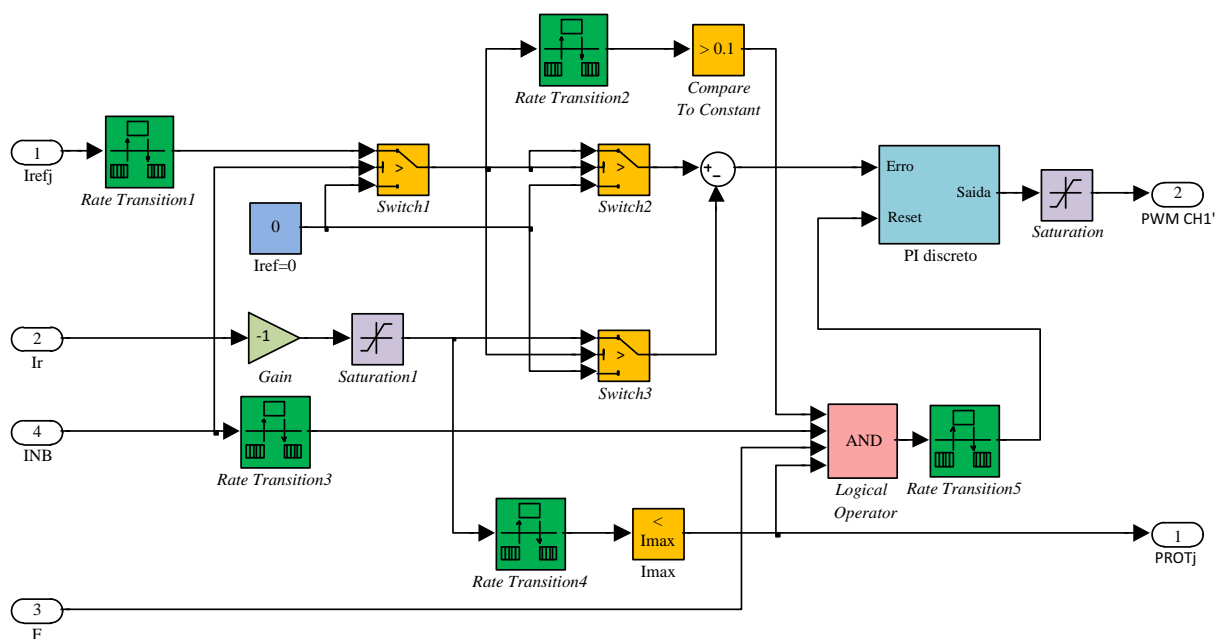 > 0.1
Rate Transition2
Compare
To Constant
1
Irefj
Rate Transition1
>
Switch1
>
Switch2
+
−
Erro
Saida
Reset
PI discreto
Saturation
2
PWM CH1'
0
Iref=0
2
Ir
-1
Gain
Saturation1
>
Switch3
4
INB
Rate Transition3
AND
Logical
Operator
Rate Transition5
Rate Transition4
<
Imax
Imax
1
PROTj
3